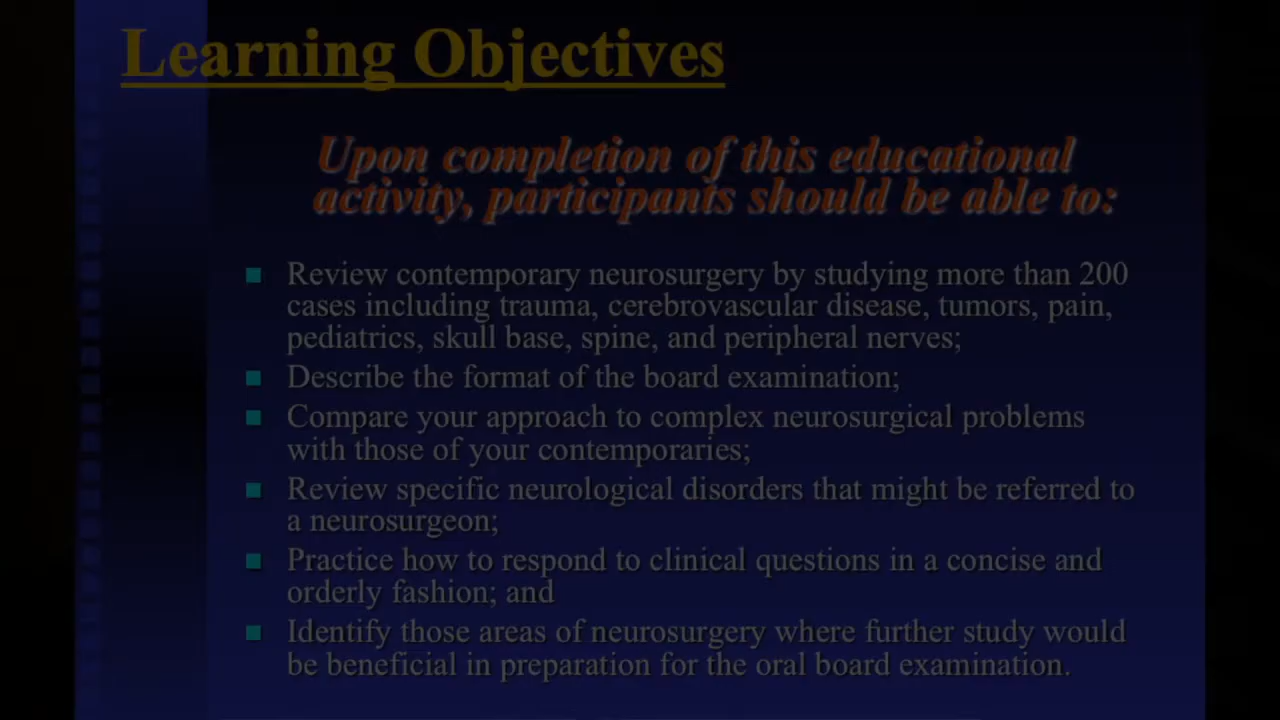 Learning Objectives
Upon completion of this educational
activity, participants should be able to:
Review contemporary neurosurgery by studying more than 200
cases including trauma, cerebrovascular disease, tumors, pain,
pediatrics, skull base, spine, and peripheral nerves;
Describe the format of the board examination;
Compare your approach to complex neurosurgical problems
with those of your contemporaries;
Review specific neurological disorders that might be referred to
a neurosurgeon;
Practice how to respond to clinical questions in a concise and
orderly fashion; and
Identify those areas of neurosurgery where further study would
be beneficial in preparation for the oral board examination.